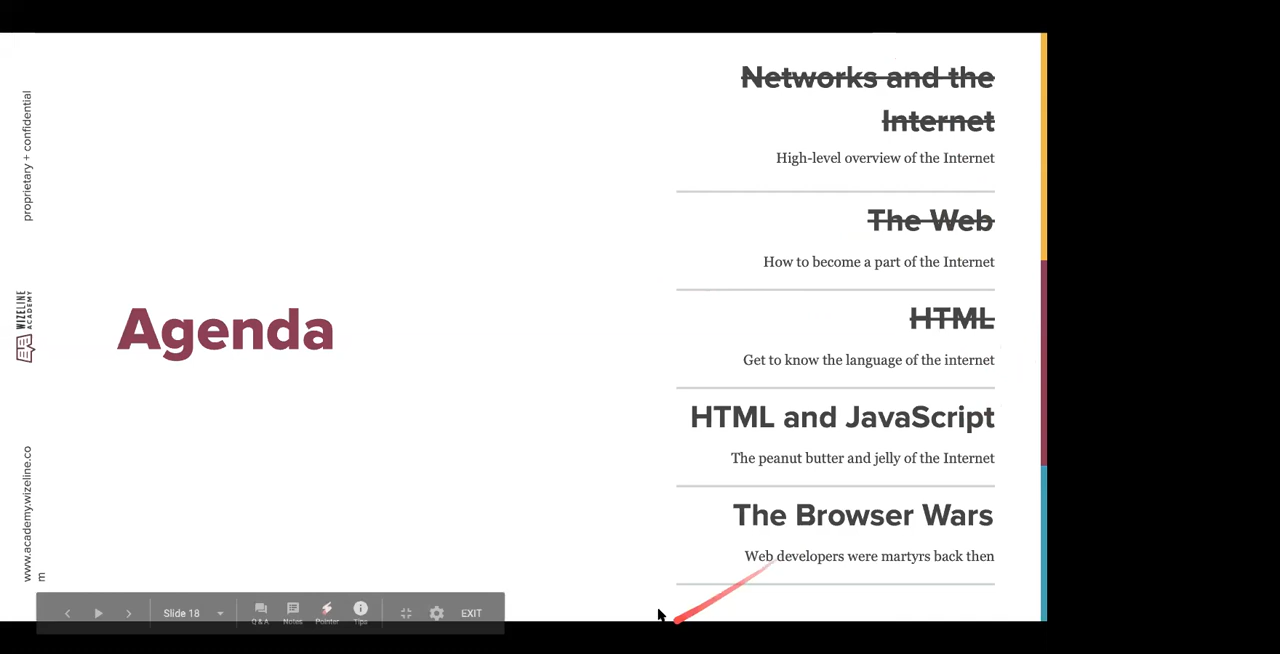 proprietary + confidential
WIZELINE
ACADEMY
www.academy.wizeline.co
m
Agenda
Networks and the
Internet
High-level overview of the Internet
The Web
How to become a part of the Internet
HTML
Get to know the language of the internet
HTML and JavaScript
The peanut butter and jelly of the Internet
The Browser Wars
Web developers were martyrs back then
Slide 18
Q & A
Notes
Pointer
Tips
EXIT